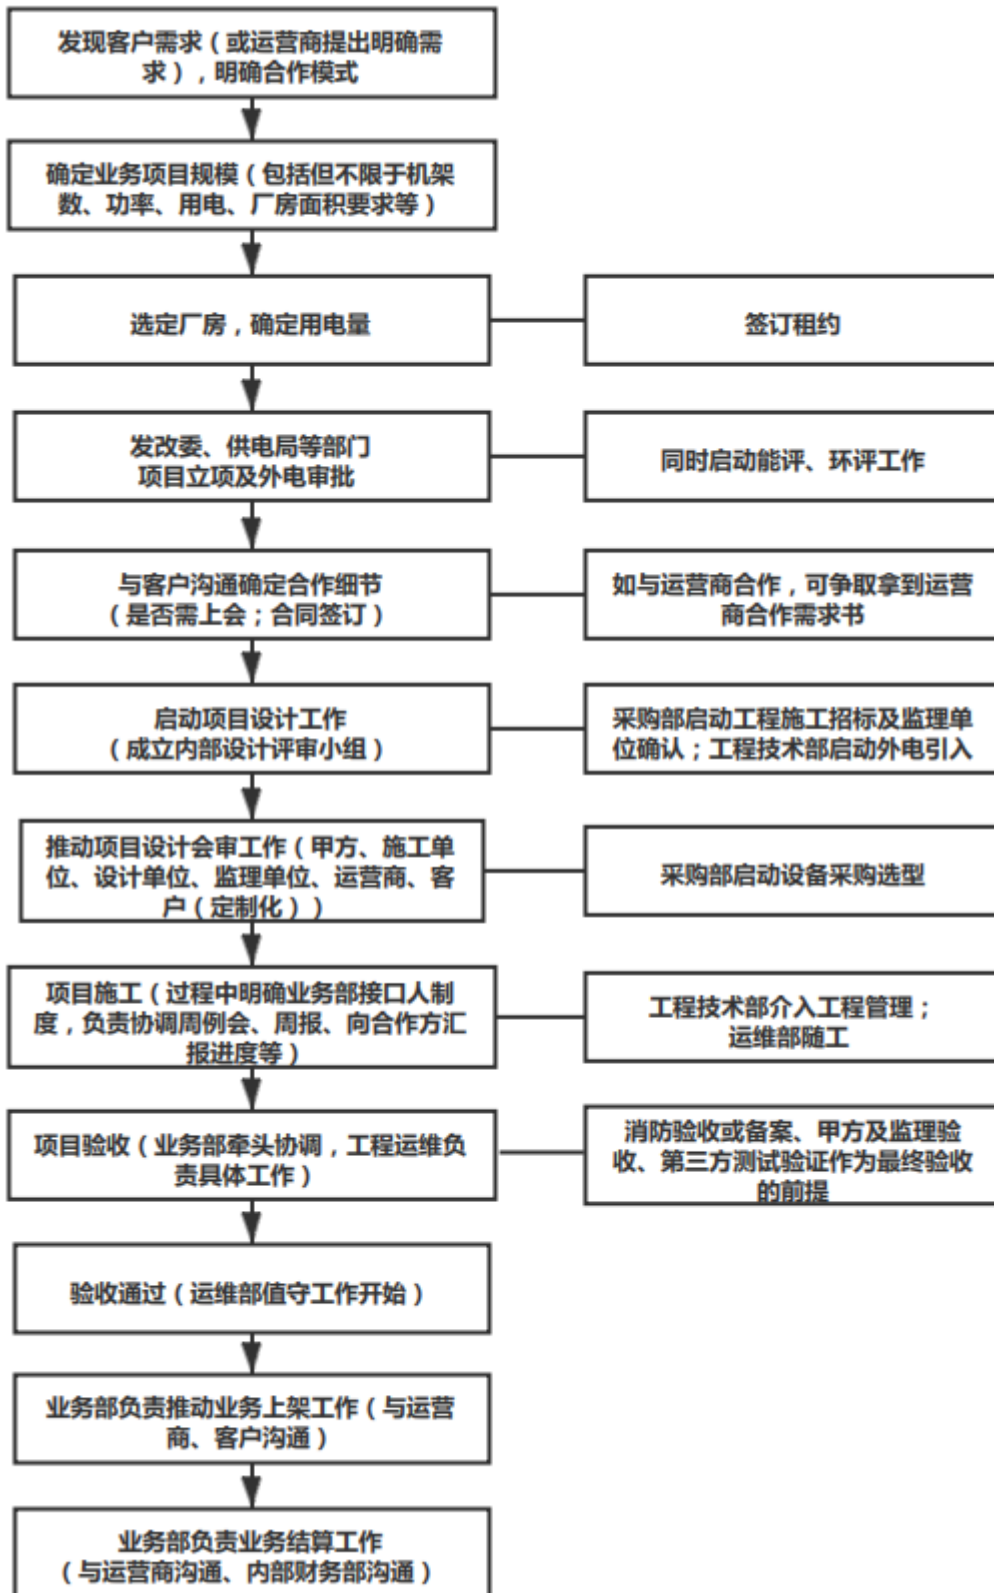 发现客户需求（或运营商提出明确需
求），明确合作模式
确定业务项目规模（包括但不限于机架
数、功率、用电、厂房面积要求等）
选定厂房，确定用电量
签订租约
发改委、供电局等部门
项目立项及外电审批
同时启动能评、环评工作
与客户沟通确定合作细节
（是否需上会；合同签订）
如与运营商合作，可争取拿到运营
商合作需求书
启动项目设计工作
（成立内部设计评审小组）
采购部启动工程施工招标及监理单
位确认；工程技术部启动外电引入
推动项目设计会审工作（甲方、施工单
位、设计单位、监理单位、运营商、客
户（定制化））
采购部启动设备采购选型
项目施工（过程中明确业务部接口人制
度，负责协调周例会、周报、向合作方汇
报进度等）
工程技术部介入工程管理；
运维部随工
项目验收（业务部牵头协调，工程运维负
责具体工作）
消防验收或备案、甲方及监理验
收、第三方测试验证作为最终验收
的前提
验收通过（运维部值守工作开始）
业务部负责推动业务上架工作（与运营
商、客户沟通）
业务部负责业务结算工作
（与运营商沟通、内部财务部沟通）